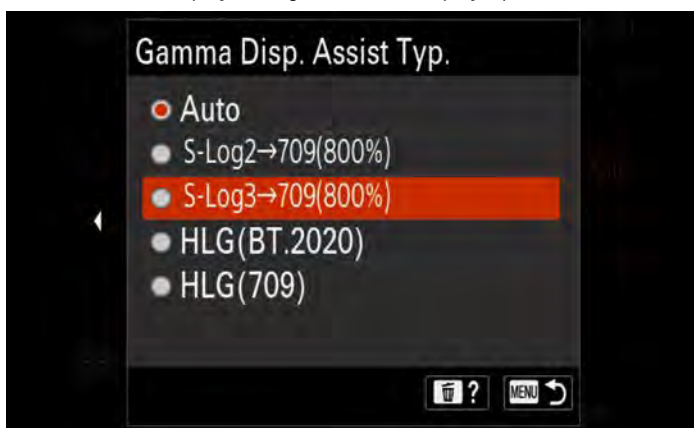 Gamma Disp. Assist Typ.
Auto
S-Log2→709(800%)
S-Log3→709(800%)
HLG(BT.2020)
HLG(709)
? MENU